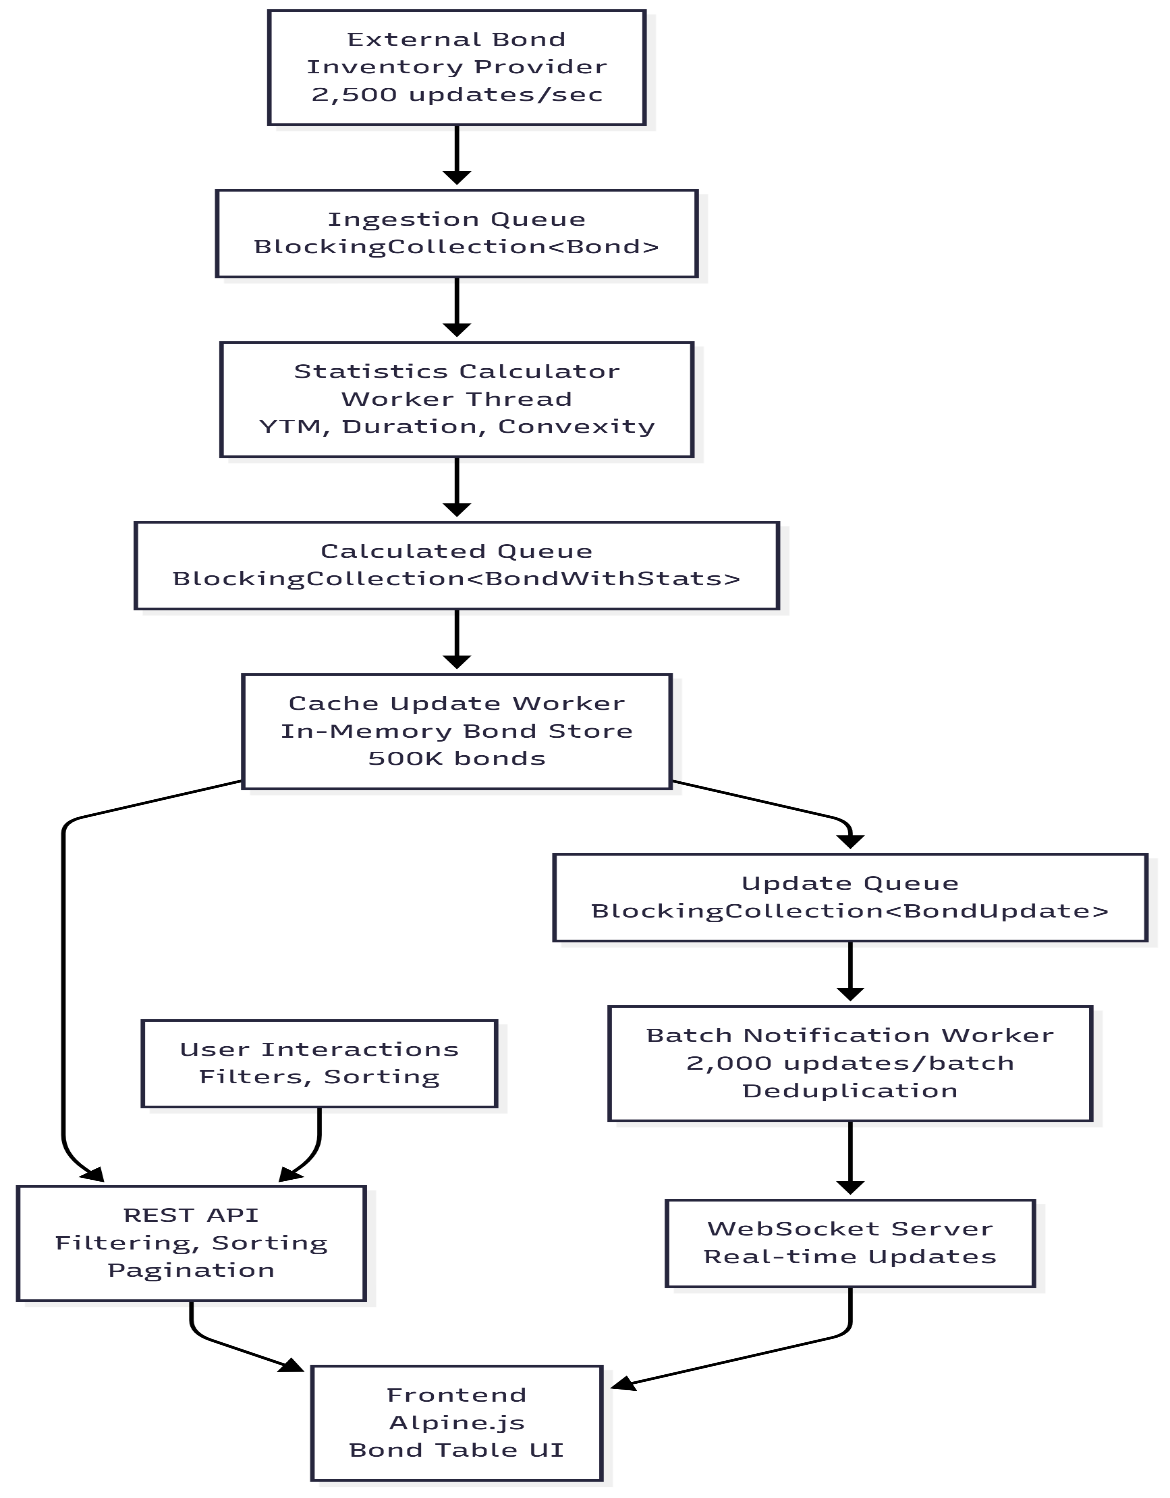 External Bond
Inventory Provider
2,500 updates/sec
Ingestion Queue
BlockingCollection<Bond>
Statistics Calculator
Worker Thread
YTM, Duration, Convexity
Calculated Queue
BlockingCollection<BondWithStats>
Cache Update Worker
In-Memory Bond Store
500K bonds
Update Queue
BlockingCollection<BondUpdate>
Batch Notification Worker
2,000 updates/batch
Deduplication
User Interactions
Filters, Sorting
REST API
Filtering, Sorting
Pagination
WebSocket Server
Real-time Updates
Frontend
Alpine.js
Bond Table UI